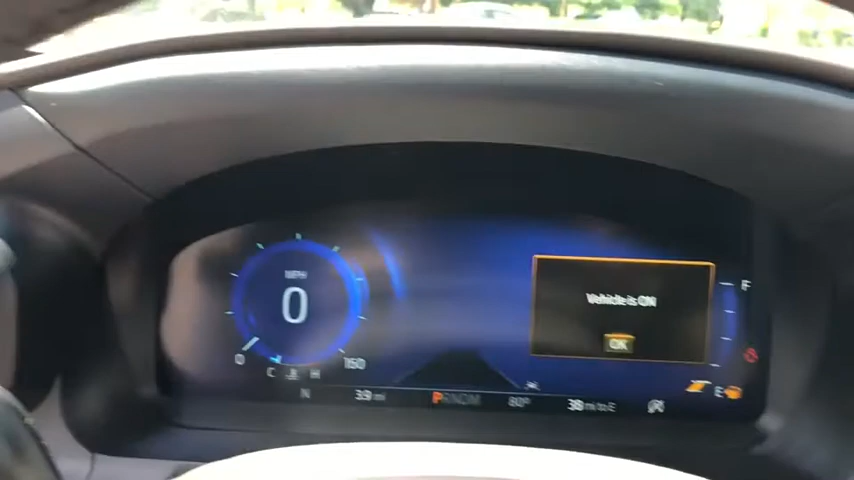 MPH
0
Vehicle is ON
OK
F
0
150
C
H
E
N
39 mi
PRNDM
80°
38 mi to E